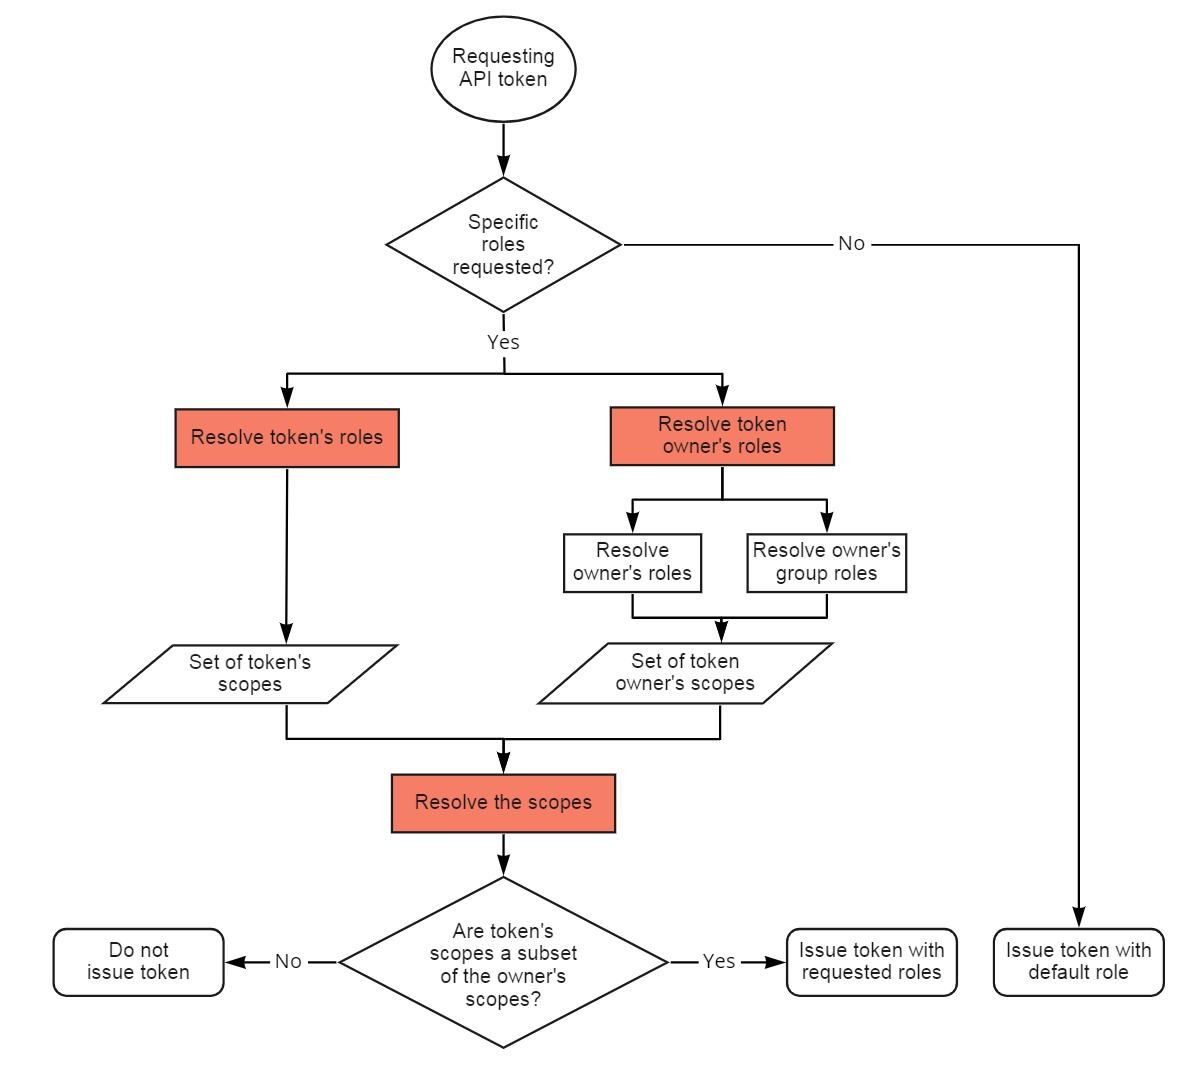 Requesting
API token
Specific
roles
requested?
No
Yes
Resolve token's roles
Resolve token
owner's roles
Resolve
owner's roles
Resolve owner's
group roles
Set of token's
scopes
Set of token
owner's scopes
Resolve the scopes
Are token's
scopes a subset
of the owner's
scopes?
No
Do not
issue token
Yes
Issue token with
requested roles
Issue token with
default role